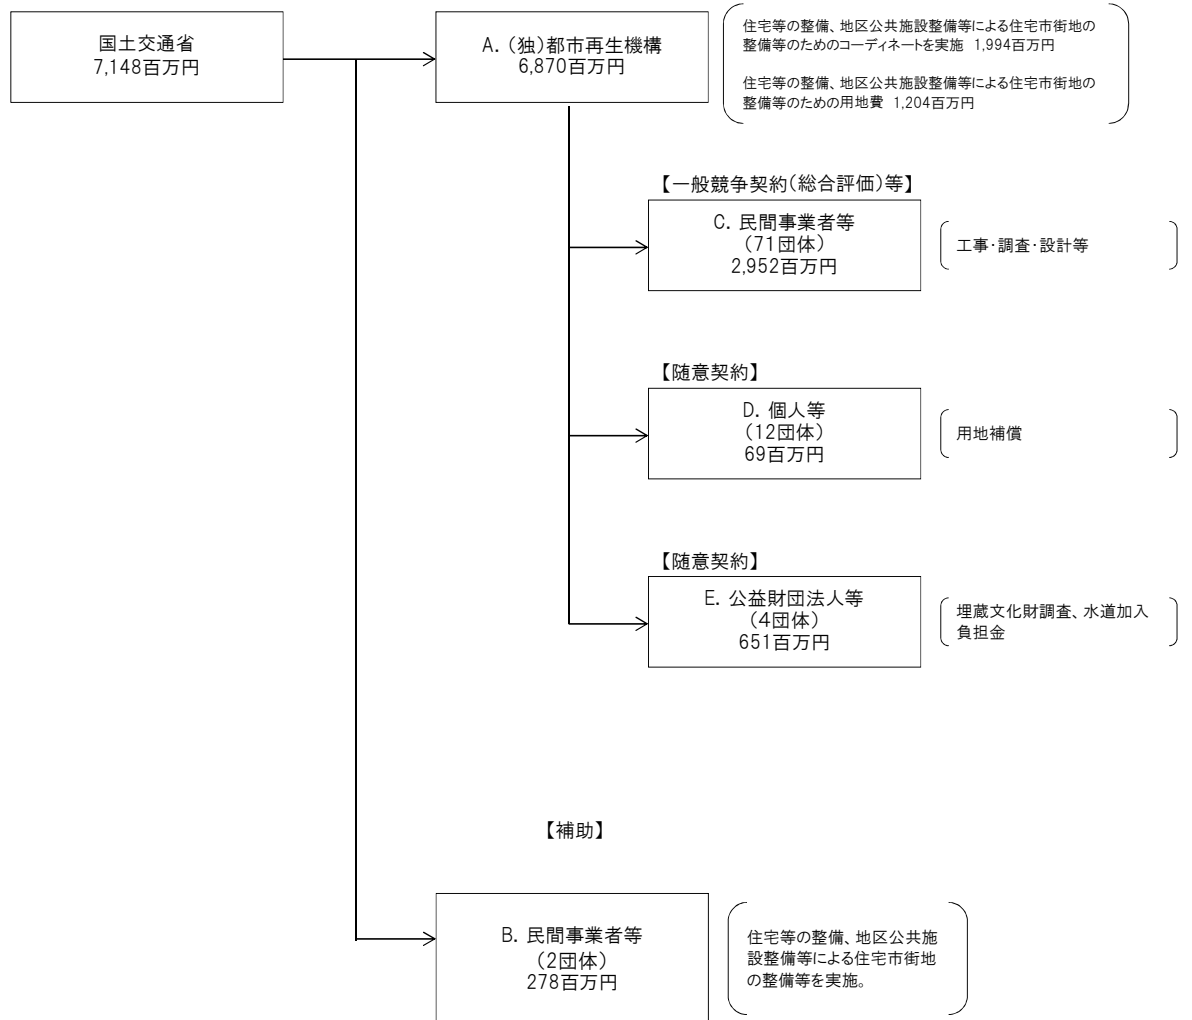 国土交通省
7,148百万円
A. (独)都市再生機構
6,870百万円
住宅等の整備、地区公共施設整備等による住宅市街地の
整備等のためのコーディネートを実施 1,994百万円
住宅等の整備、地区公共施設整備等による住宅市街地の
整備等のための用地費 1,204百万円
【一般競争契約(総合評価)等】
C. 民間事業者等
(71団体)
2,952百万円
工事・調査・設計等
【随意契約】
D. 個人等
(12団体)
69百万円
用地補償
【随意契約】
E. 公益財団法人等
(4団体)
651百万円
埋蔵文化財調査、水道加入
負担金
【補助】
B. 民間事業者等
(2団体)
278百万円
住宅等の整備、地区公共施
設整備等による住宅市街地
の整備等を実施。